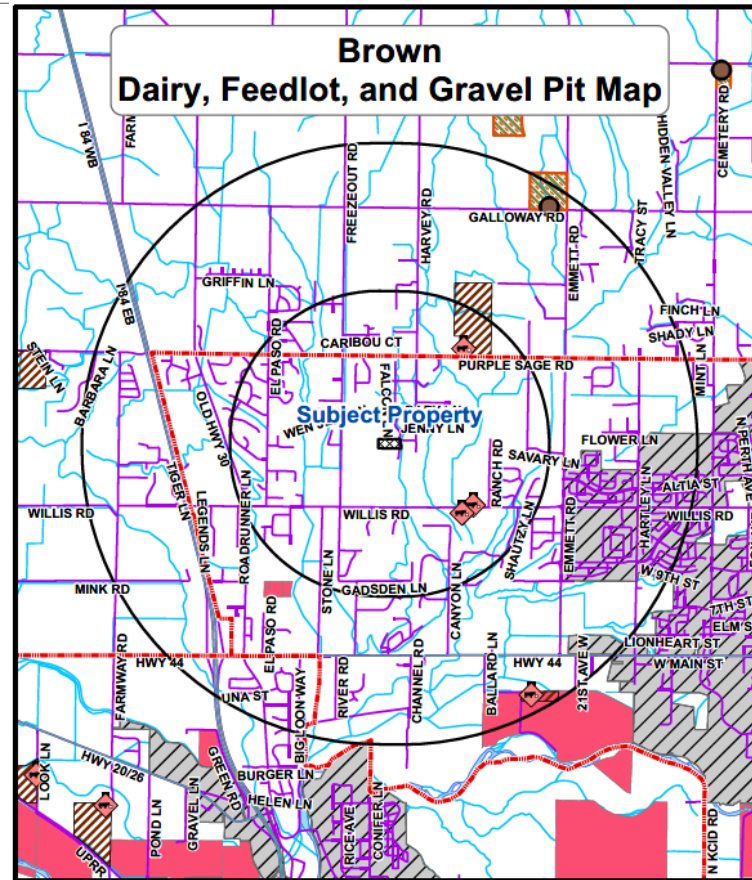 Brown
Dairy, Feedlot, and Gravel Pit Map
I 84 WB
FARM
FREEZEOUT RD
HARVEY RD
HIDDEN VALLEY LN
CEMETERY RD
GALLOWAY RD
EMMETT RD
TRACY ST
GRIFFIN LN
I 84 EB
FINCH LN
SHADY LN
STEIN LN
BARBARA LN
EL PASO RD
CARIBOU CT
PURPLE SAGE RD
MINT LN
OLD HWY 30
FALCON LN
Subject Property
JENNY LN
FLOWER LN
SAVARY LN
RANCH RD
ALTIA ST
HARTLEY LN
TIGER LN
LEGENDS LN
ROADRUNNER LN
WILLIS RD
WILLIS RD
WILLIS RD
SHAUTZY LN
EMMETT RD
W 9TH ST
MINK RD
STONE LN
GADSDEN LN
CANYON LN
7TH ST
ELM S
EL PASO RD
LIONHEART ST
W MAIN ST
HWY 44
HWY 44
FARMWAY RD
UNA ST
BIG LOON WAY
RIVER RD
CHANNEL RD
BALLARD LN
21ST AVE W
HWY 20/26
LOOK LN
GREEN RD
BURGER LN
HELEN LN
POND LN
GRAVEL LN
RICE AVE
CONIFER LN
UPRR
N KCID RD